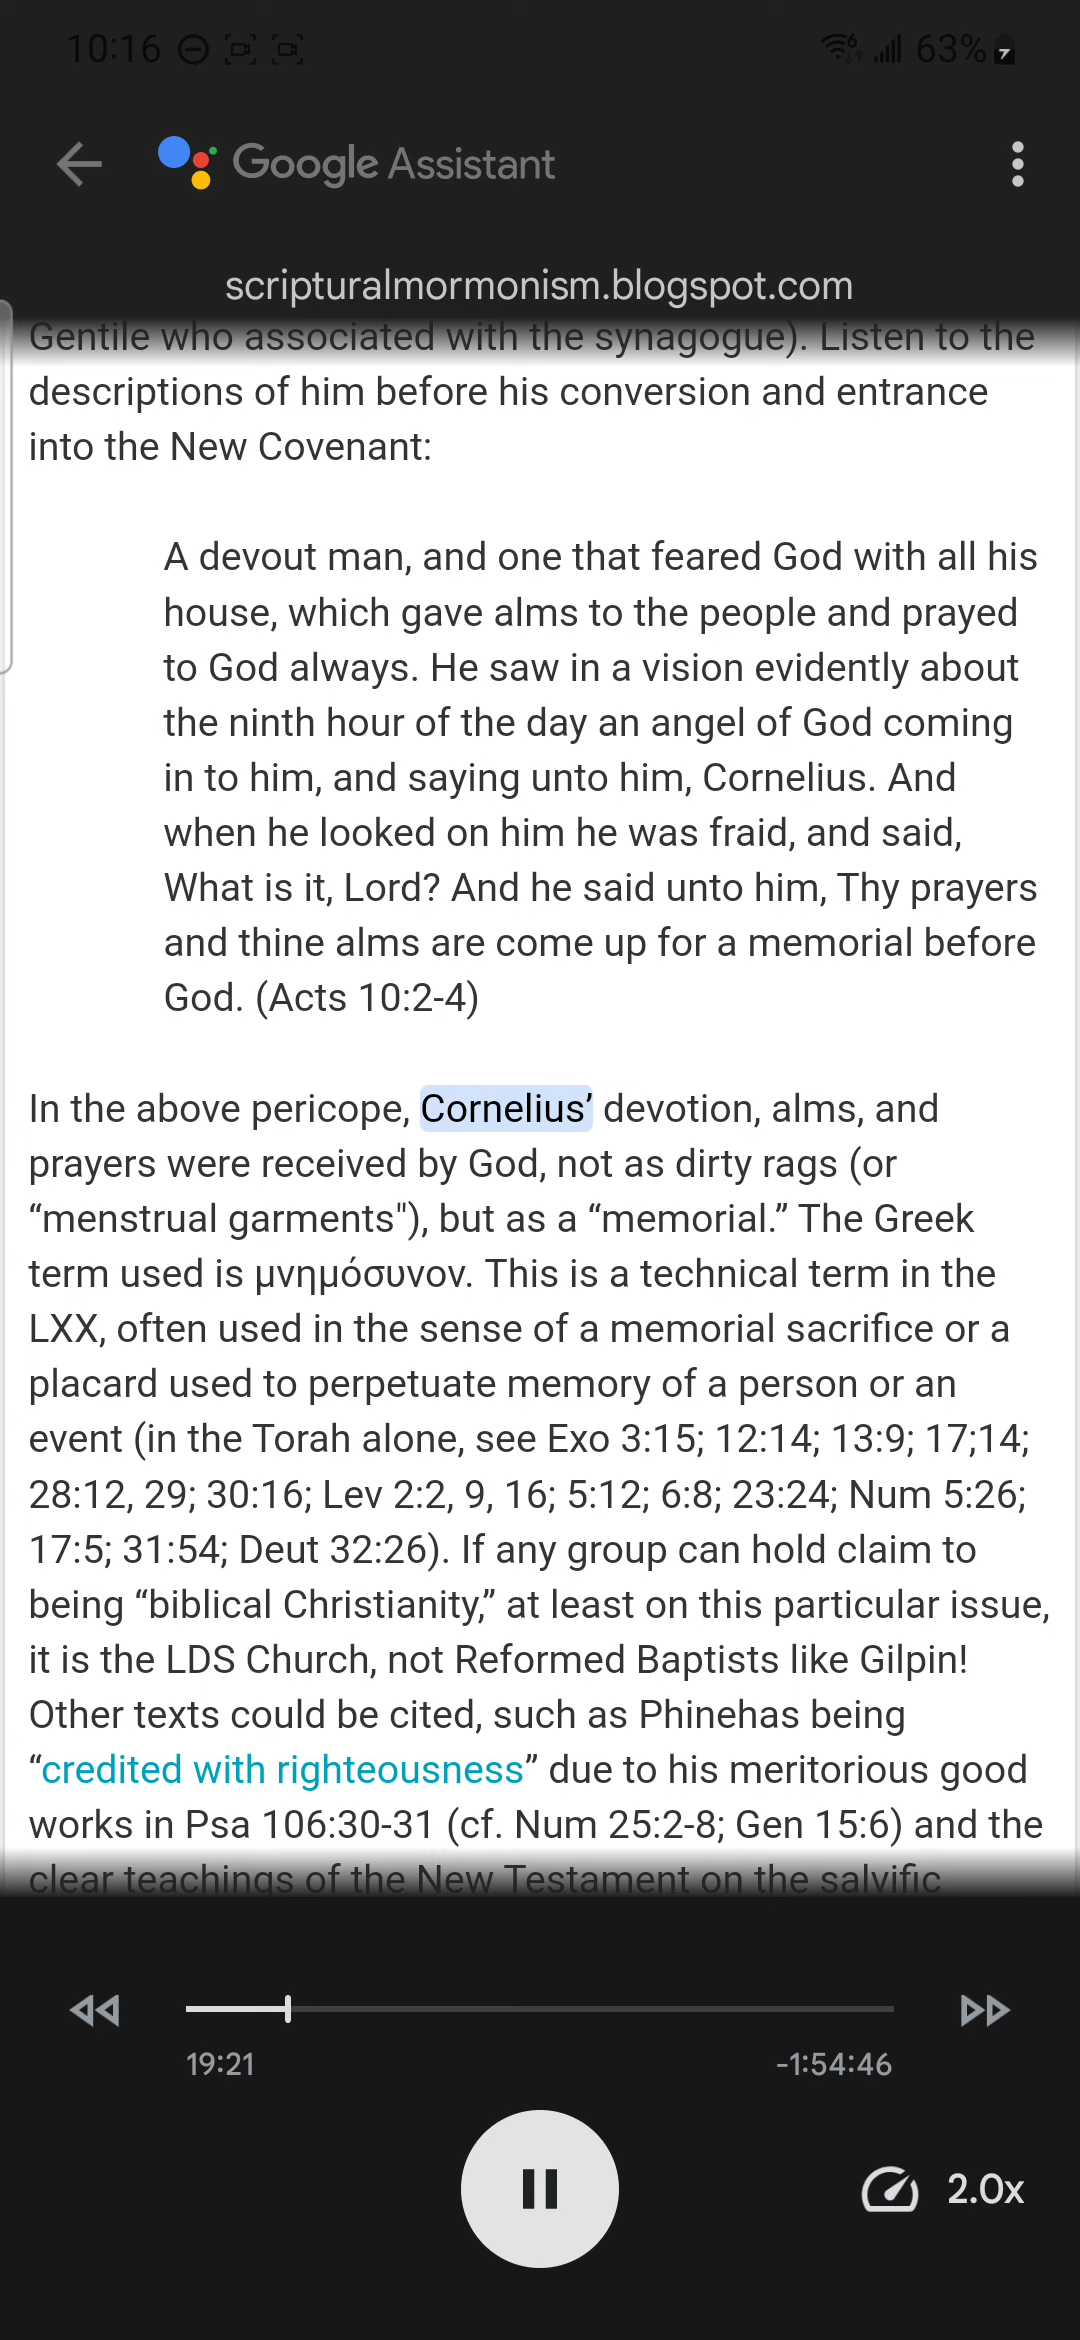 10:16
6
63%
Google Assistant
scripturalmormonism.blogspot.com
Gentile who associated with the synagogue). Listen to the
descriptions of him before his conversion and entrance
into the New Covenant:
A devout man, and one that feared God with all his
house, which gave alms to the people and prayed
to God always. He saw in a vision evidently about
the ninth hour of the day an angel of God coming
in to him, and saying unto him, Cornelius. And
when he looked on him he was fraid, and said,
What is it, Lord? And he said unto him, Thy prayers
and thine alms are come up for a memorial before
God. (Acts 10:2-4)
In the above pericope, Cornelius’ devotion, alms, and
prayers were received by God, not as dirty rags (or
“menstrual garments"), but as a “memorial.” The Greek
term used is μνημόσυνον. This is a technical term in the
LXX, often used in the sense of a memorial sacrifice or a
placard used to perpetuate memory of a person or an
event (in the Torah alone, see Exo 3:15; 12:14; 13:9; 17;14;
28:12, 29; 30:16; Lev 2:2, 9, 16; 5:12; 6:8; 23:24; Num 5:26;
17:5; 31:54; Deut 32:26). If any group can hold claim to
being “biblical Christianity,” at least on this particular issue,
it is the LDS Church, not Reformed Baptists like Gilpin!
Other texts could be cited, such as Phinehas being
“credited with righteousness” due to his meritorious good
works in Psa 106:30-31 (cf. Num 25:2-8; Gen 15:6) and the
clear teachings of the New Testament on the salvific
19:21
-1:54:46
2.0x